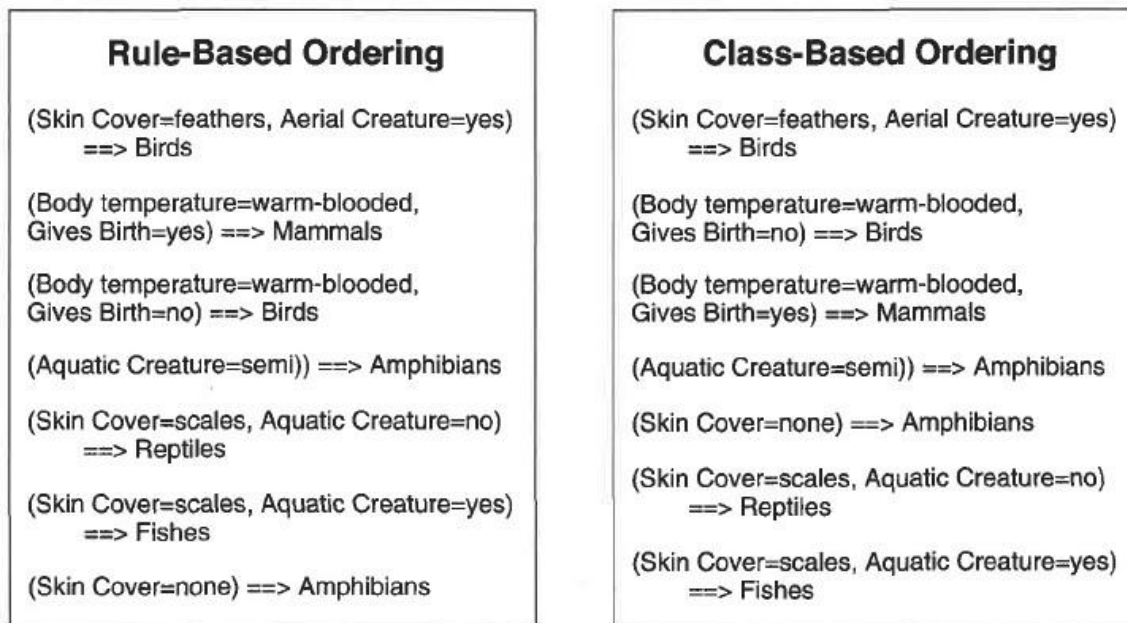 Rule-Based Ordering
(Skin Cover=feathers, Aerial Creature=yes)
==> Birds
(Body temperature=warm-blooded,
Gives Birth=yes) ==> Mammals
(Body temperature=warm-blooded,
Gives Birth=no) ==> Birds
(Aquatic Creature=semi)) ==> Amphibians
(Skin Cover=scales, Aquatic Creature=no)
==> Reptiles
(Skin Cover=scales, Aquatic Creature=yes)
==> Fishes
(Skin Cover=none) ==> Amphibians
Class-Based Ordering
(Skin Cover=feathers, Aerial Creature=yes)
==> Birds
(Body temperature=warm-blooded,
Gives Birth=no) ==> Birds
(Body temperature=warm-blooded,
Gives Birth=yes) ==> Mammals
(Aquatic Creature=semi)) ==> Amphibians
(Skin Cover=none) ==> Amphibians
(Skin Cover=scales, Aquatic Creature=no)
==> Reptiles
(Skin Cover=scales, Aquatic Creature=yes)
==> Fishes